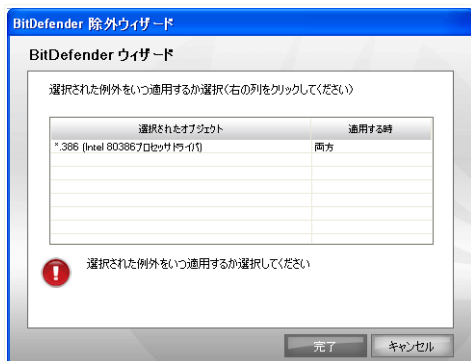 BitDefender 除外ウィザード
BitDefender ウィザード
選択された例外をいつ適用するか選択(右の列をクリックしてください)
選択されたオブジェクト 適用する時
*.386 (Intel 80386プロセッサドライバ) 両方
選択された例外をいつ適用するか選択してください
完了 キャンセル